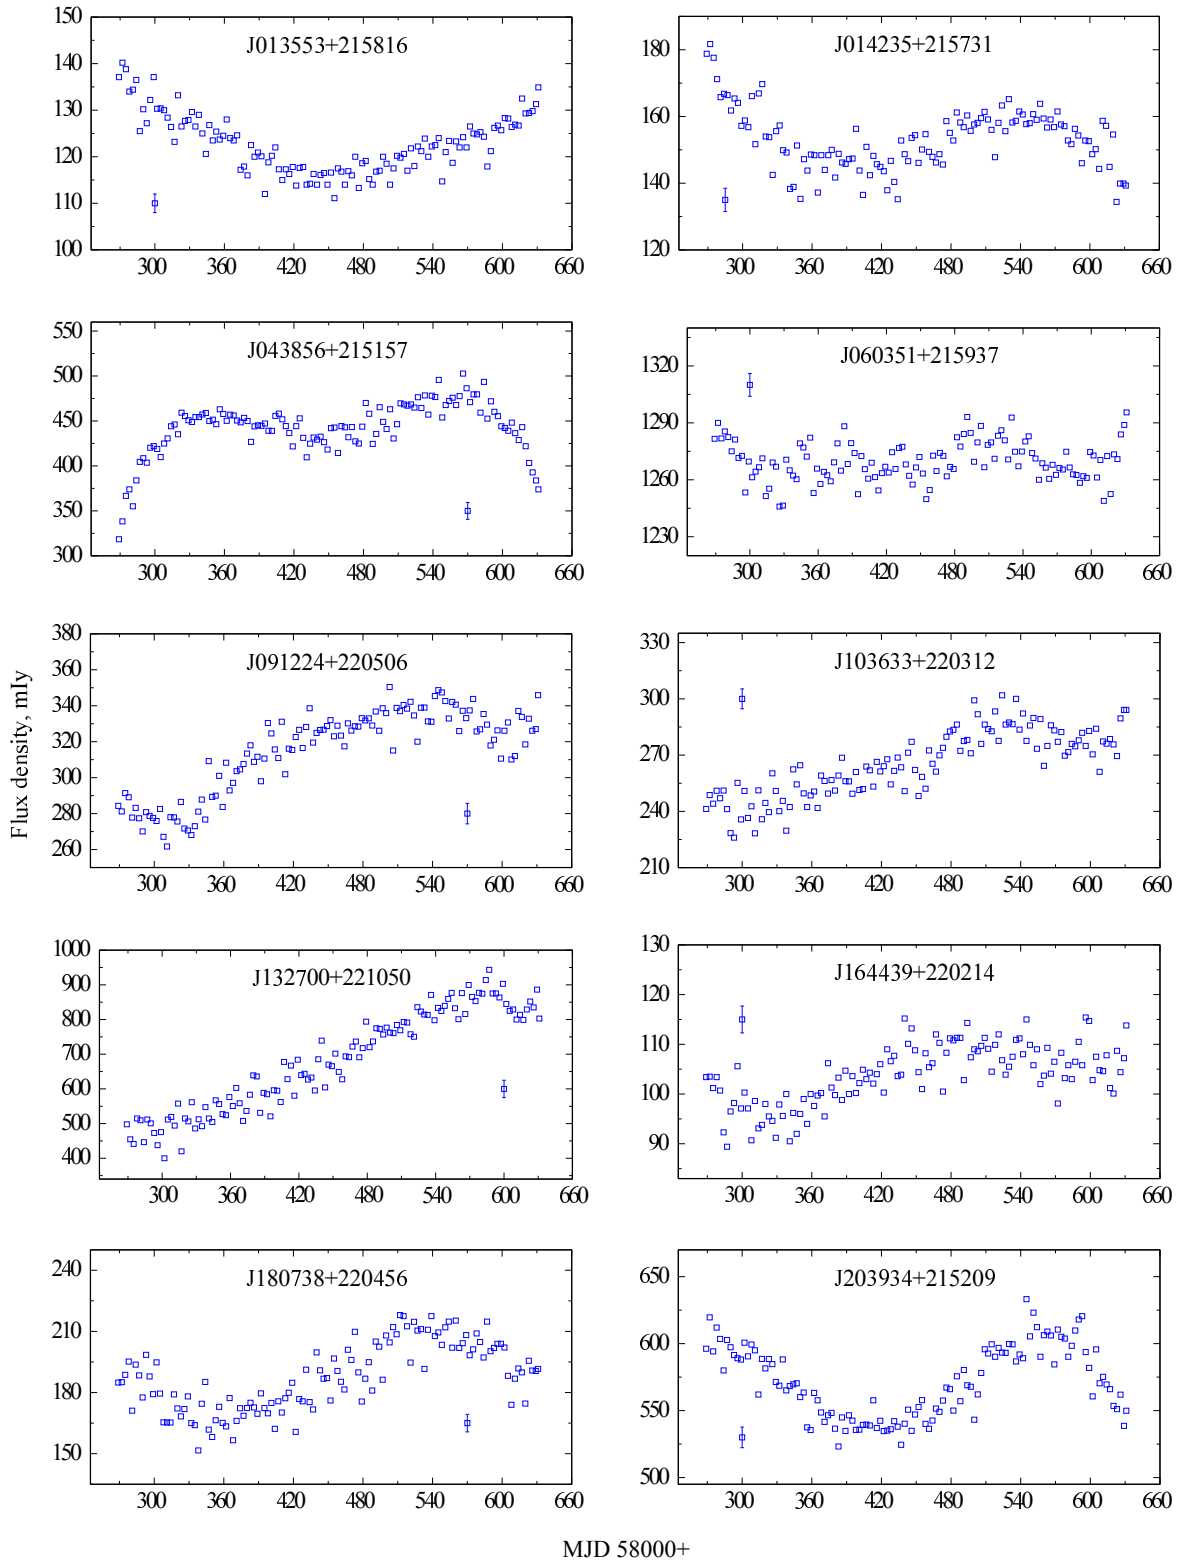 150
140
130
120
110
100
J013553+215816
300 360 420 480 540 600 660
180
160
140
120
J014235+215731
300 360 420 480 540 600 660
550
500
450
400
350
300
J043856+215157
300 360 420 480 540 600 660
1320
1290
1260
1230
J060351+215937
300 360 420 480 540 600 660
Flux density, mJy
380
360
340
320
300
280
260
J091224+220506
300 360 420 480 540 600 660
330
300
270
240
210
J103633+220312
300 360 420 480 540 600 660
1000
900
800
700
600
500
400
J132700+221050
300 360 420 480 540 600 660
130
120
110
100
90
J164439+220214
300 360 420 480 540 600 660
240
210
180
150
J180738+220456
300 360 420 480 540 600 660
650
600
550
500
J203934+215209
300 360 420 480 540 600 660
MJD 58000+